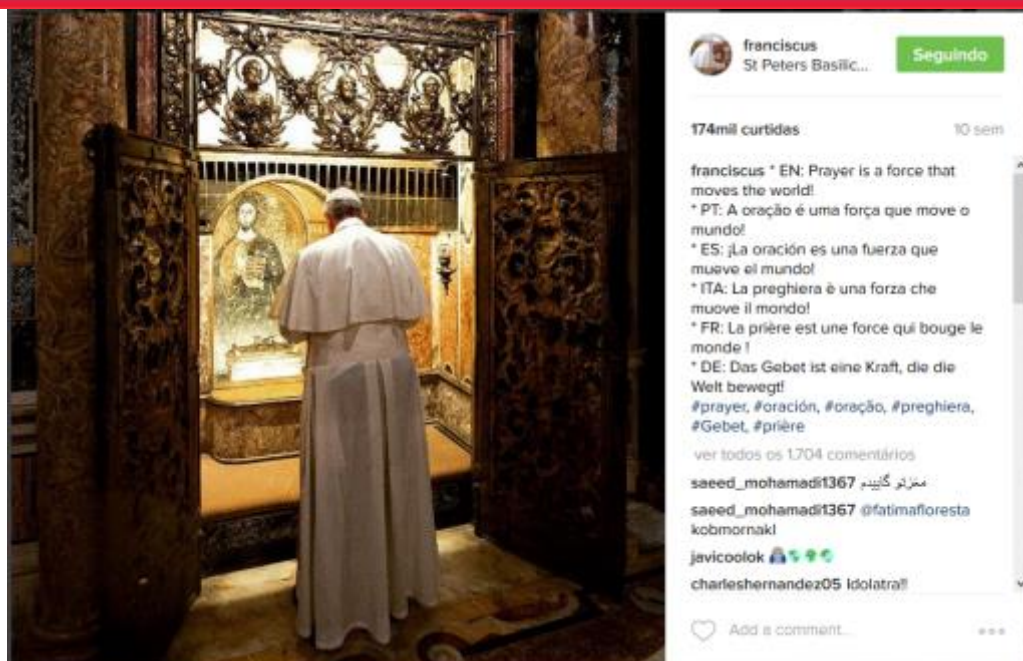 franciscus
St Peters Basilic...
Seguindo
174mil curtidas
10 sem
franciscus * EN: Prayer is a force that
moves the world!
* PT: A oração é uma força que move o
mundo!
* ES: ¡La oración es una fuerza que
mueve el mundo!
* ITA: La preghiera è una forza che
muove il mondo!
* FR: La prière est une force qui bouge le
monde !
* DE: Das Gebet ist eine Kraft, die die
Welt bewegt!
#prayer, #oración, #oração, #preghiera,
#Gebet, #prière
ver todos os 1.704 comentários
saeed_mohamadi1367 مغزتو گاییدم
saeed_mohamadi1367 @fatimafloresta
kobmornakl
javicoolok
charleshernandez05 Idolatra!!
Add a comment...